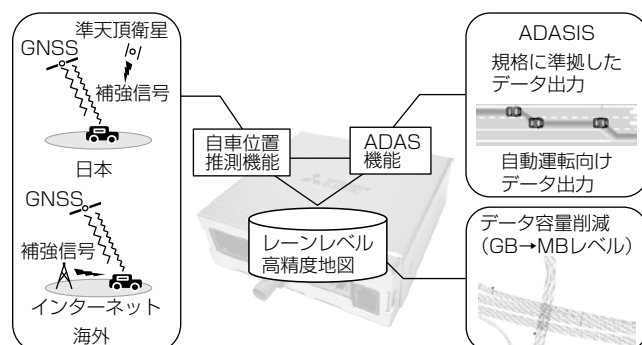 準天頂衛星
GNSS
補強信号
日本
GNSS
補強信号
インターネット
海外
自車位置
推測機能
ADAS
機能
レーンレベル
高精度地図
ADASIS
規格に準拠した
データ出力
自動運転向け
データ出力
データ容量削減
(GB→MBレベル)